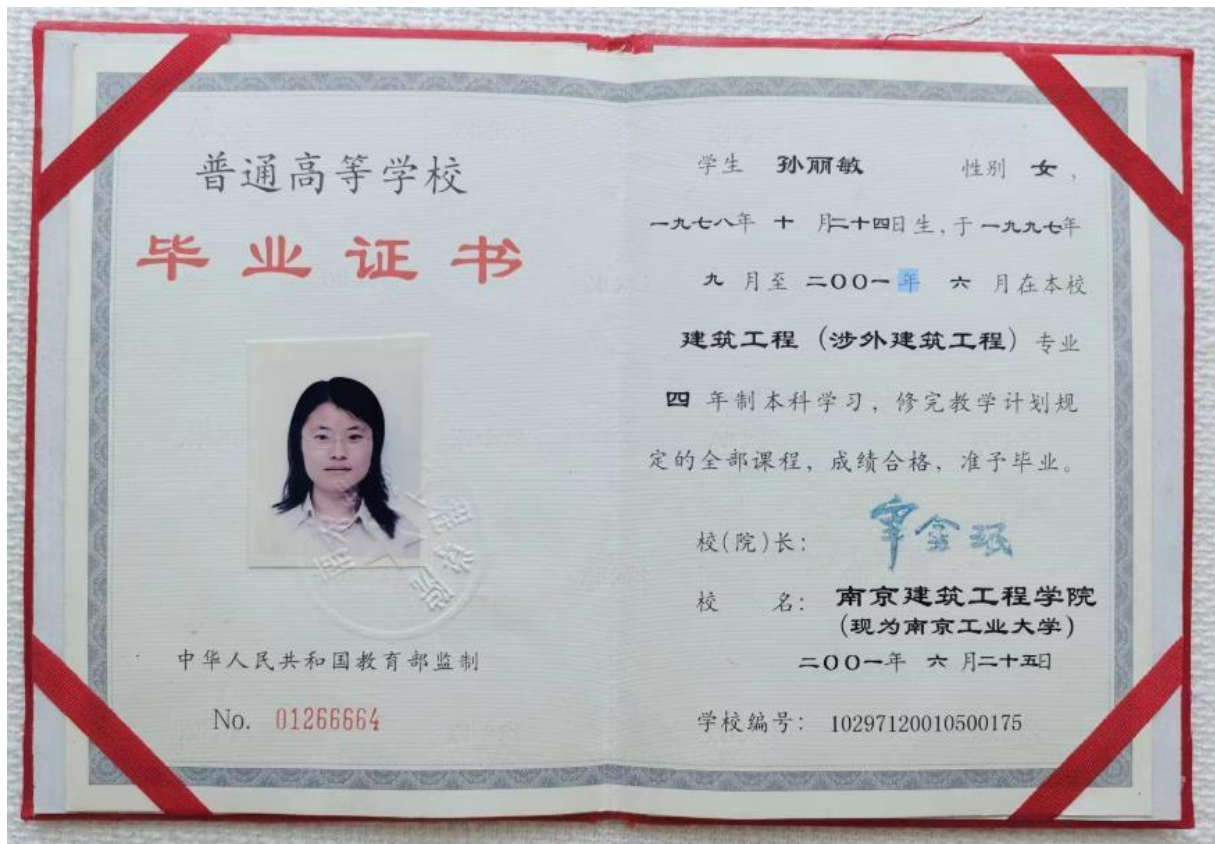 普通高等学校
毕业证书
中华人民共和国教育部监制
No. 01266664
学生 孙丽敏 性别 女,
一九七八年 十 月二十四日生,于 一九九七年
九 月至 二〇〇一年 六 月在本校
建筑工程（涉外建筑工程）专业
四 年制本科学习，修完教学计划规
定的全部课程，成绩合格，准予毕业。
校(院)长：
校 名：南京建筑工程学院
(现为南京工业大学)
二〇〇一年 六 月二十五日
学校编号：10297120010500175